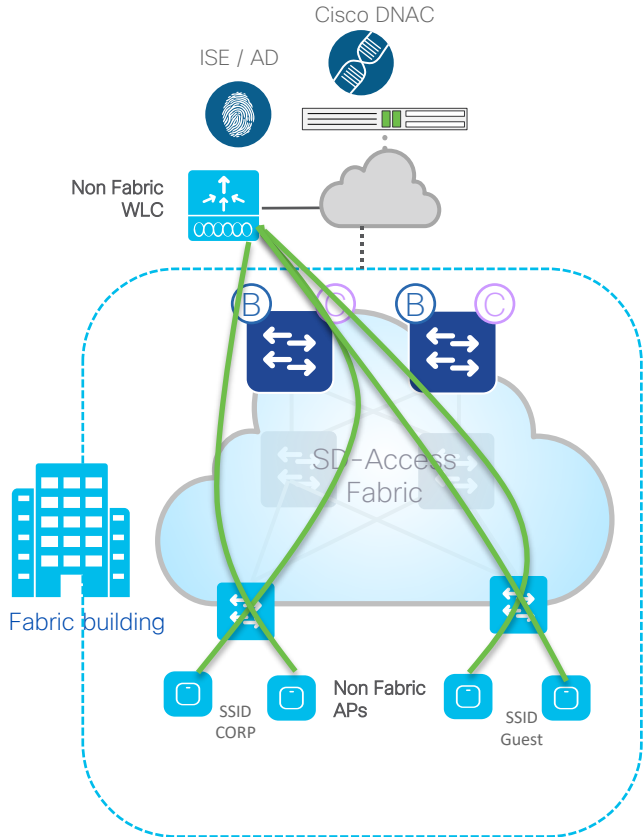 Cisco DNAC
ISE / AD
Non Fabric
WLC
B
C
B
C
SD-Access
Fabric
Fabric building
Non Fabric
APs
SSID
CORP
SSID
Guest